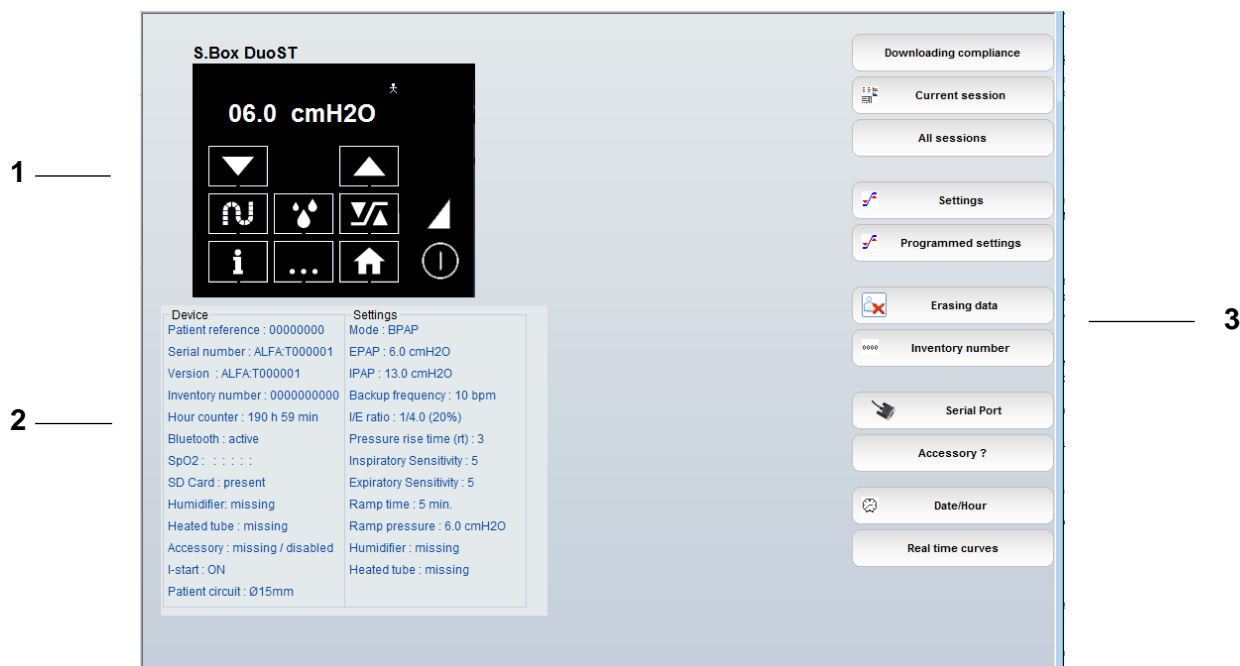 S.Box DuoST
06.0 cmH2O
i
...
1
Device
Patient reference : 00000000
Serial number : ALFA:T000001
Version : ALFA:T000001
Inventory number : 0000000000
Hour counter : 190 h 59 min
Bluetooth : active
SpO2 : : : : : :
SD Card : present
Humidifier: missing
Heated tube : missing
Accessory : missing / disabled
I-start : ON
Patient circuit : Ø15mm
Settings
Mode : BPAP
EPAP : 6.0 cmH2O
IPAP : 13.0 cmH2O
Backup frequency : 10 bpm
I/E ratio : 1/4.0 (20%)
Pressure rise time (rt) : 3
Inspiratory Sensitivity : 5
Expiratory Sensitivity : 5
Ramp time : 5 min.
Ramp pressure : 6.0 cmH2O
Humidifier : missing
Heated tube : missing
2
Downloading compliance
Current session
All sessions
Settings
Programmed settings
Erasing data
0000 Inventory number
Serial Port
Accessory ?
Date/Hour
Real time curves
3